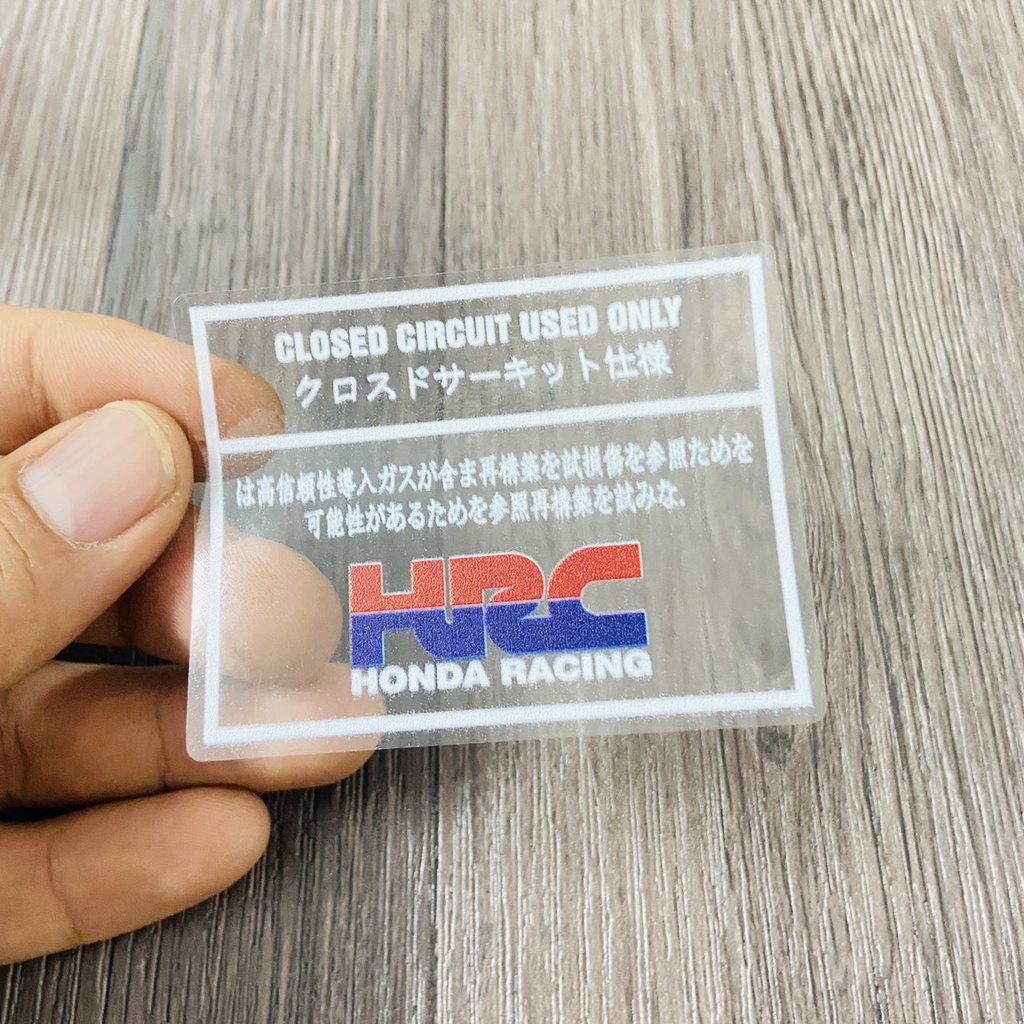 CLOSED CIRCUIT USED ONLY
クロスドサーキット仕様
は高信頼性導入ガスが含ま再構築を試損傷を参照ためを
可能性があるためを参照再構築を試みな.
HRC
HONDA RACING